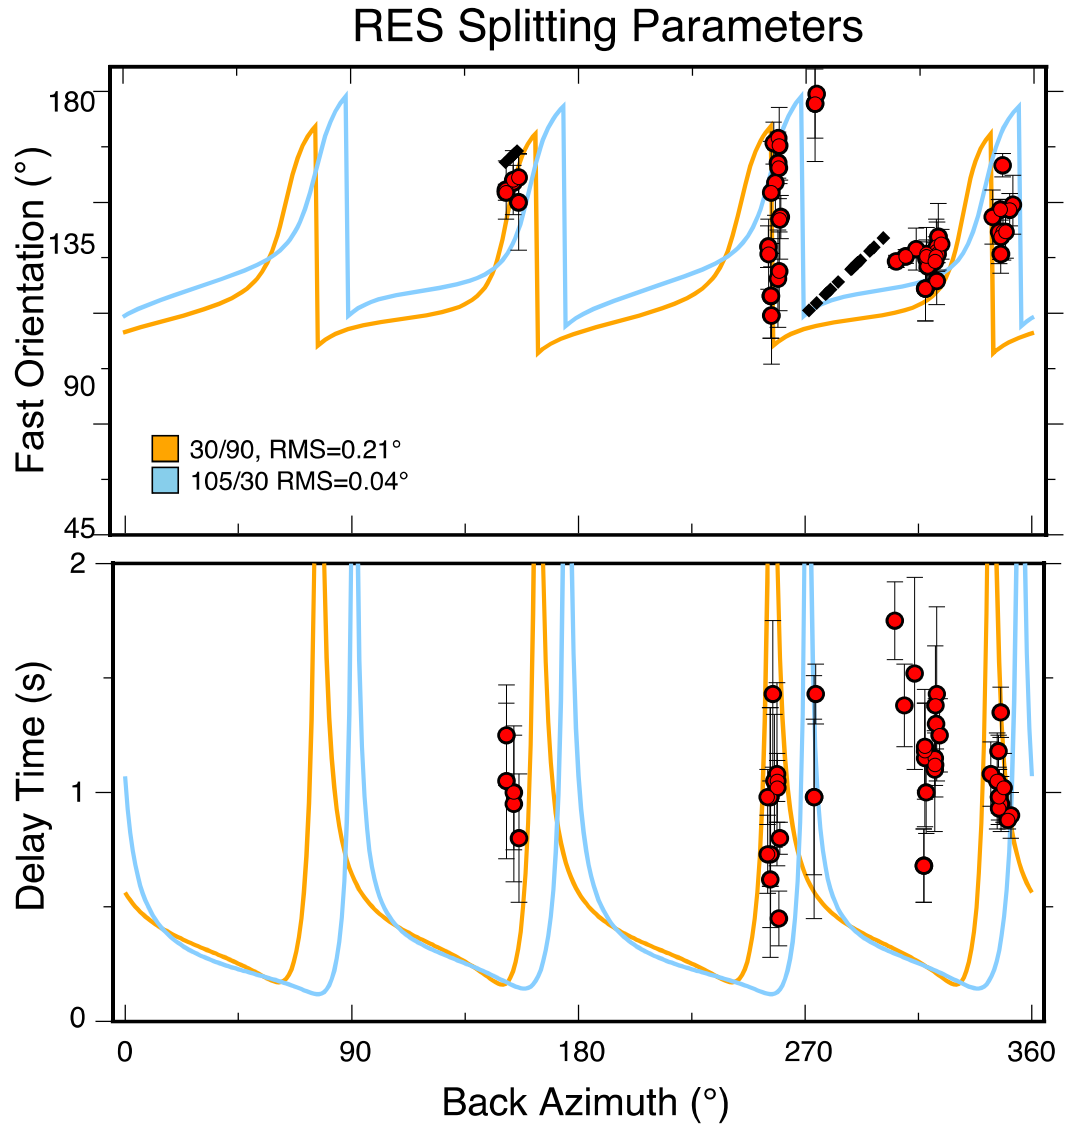 RES Splitting Parameters
Fast Orientation (°)
180
135
90
45
30/90, RMS=0.21°
105/30 RMS=0.04°
Delay Time (s)
2
1
0
0 90 180 270 360
Back Azimuth (°)